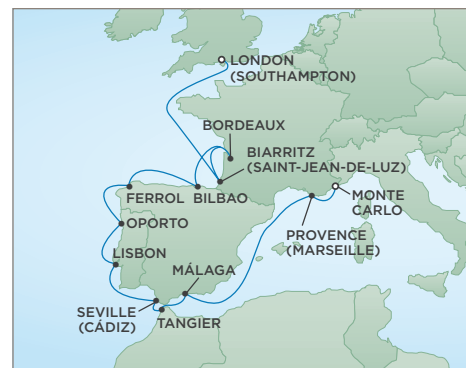 LONDON
(SOUTHAMPTON)
BORDEAUX
BIARRITZ
(SAINT-JEAN-DE-LUZ)
FERROL
BILBAO
MONTE
CARLO
OPORTO
PROVENCE
(MARSEILLE)
LISBON
MÁLAGA
SEVILLE
(CÁDIZ)
TANGIER